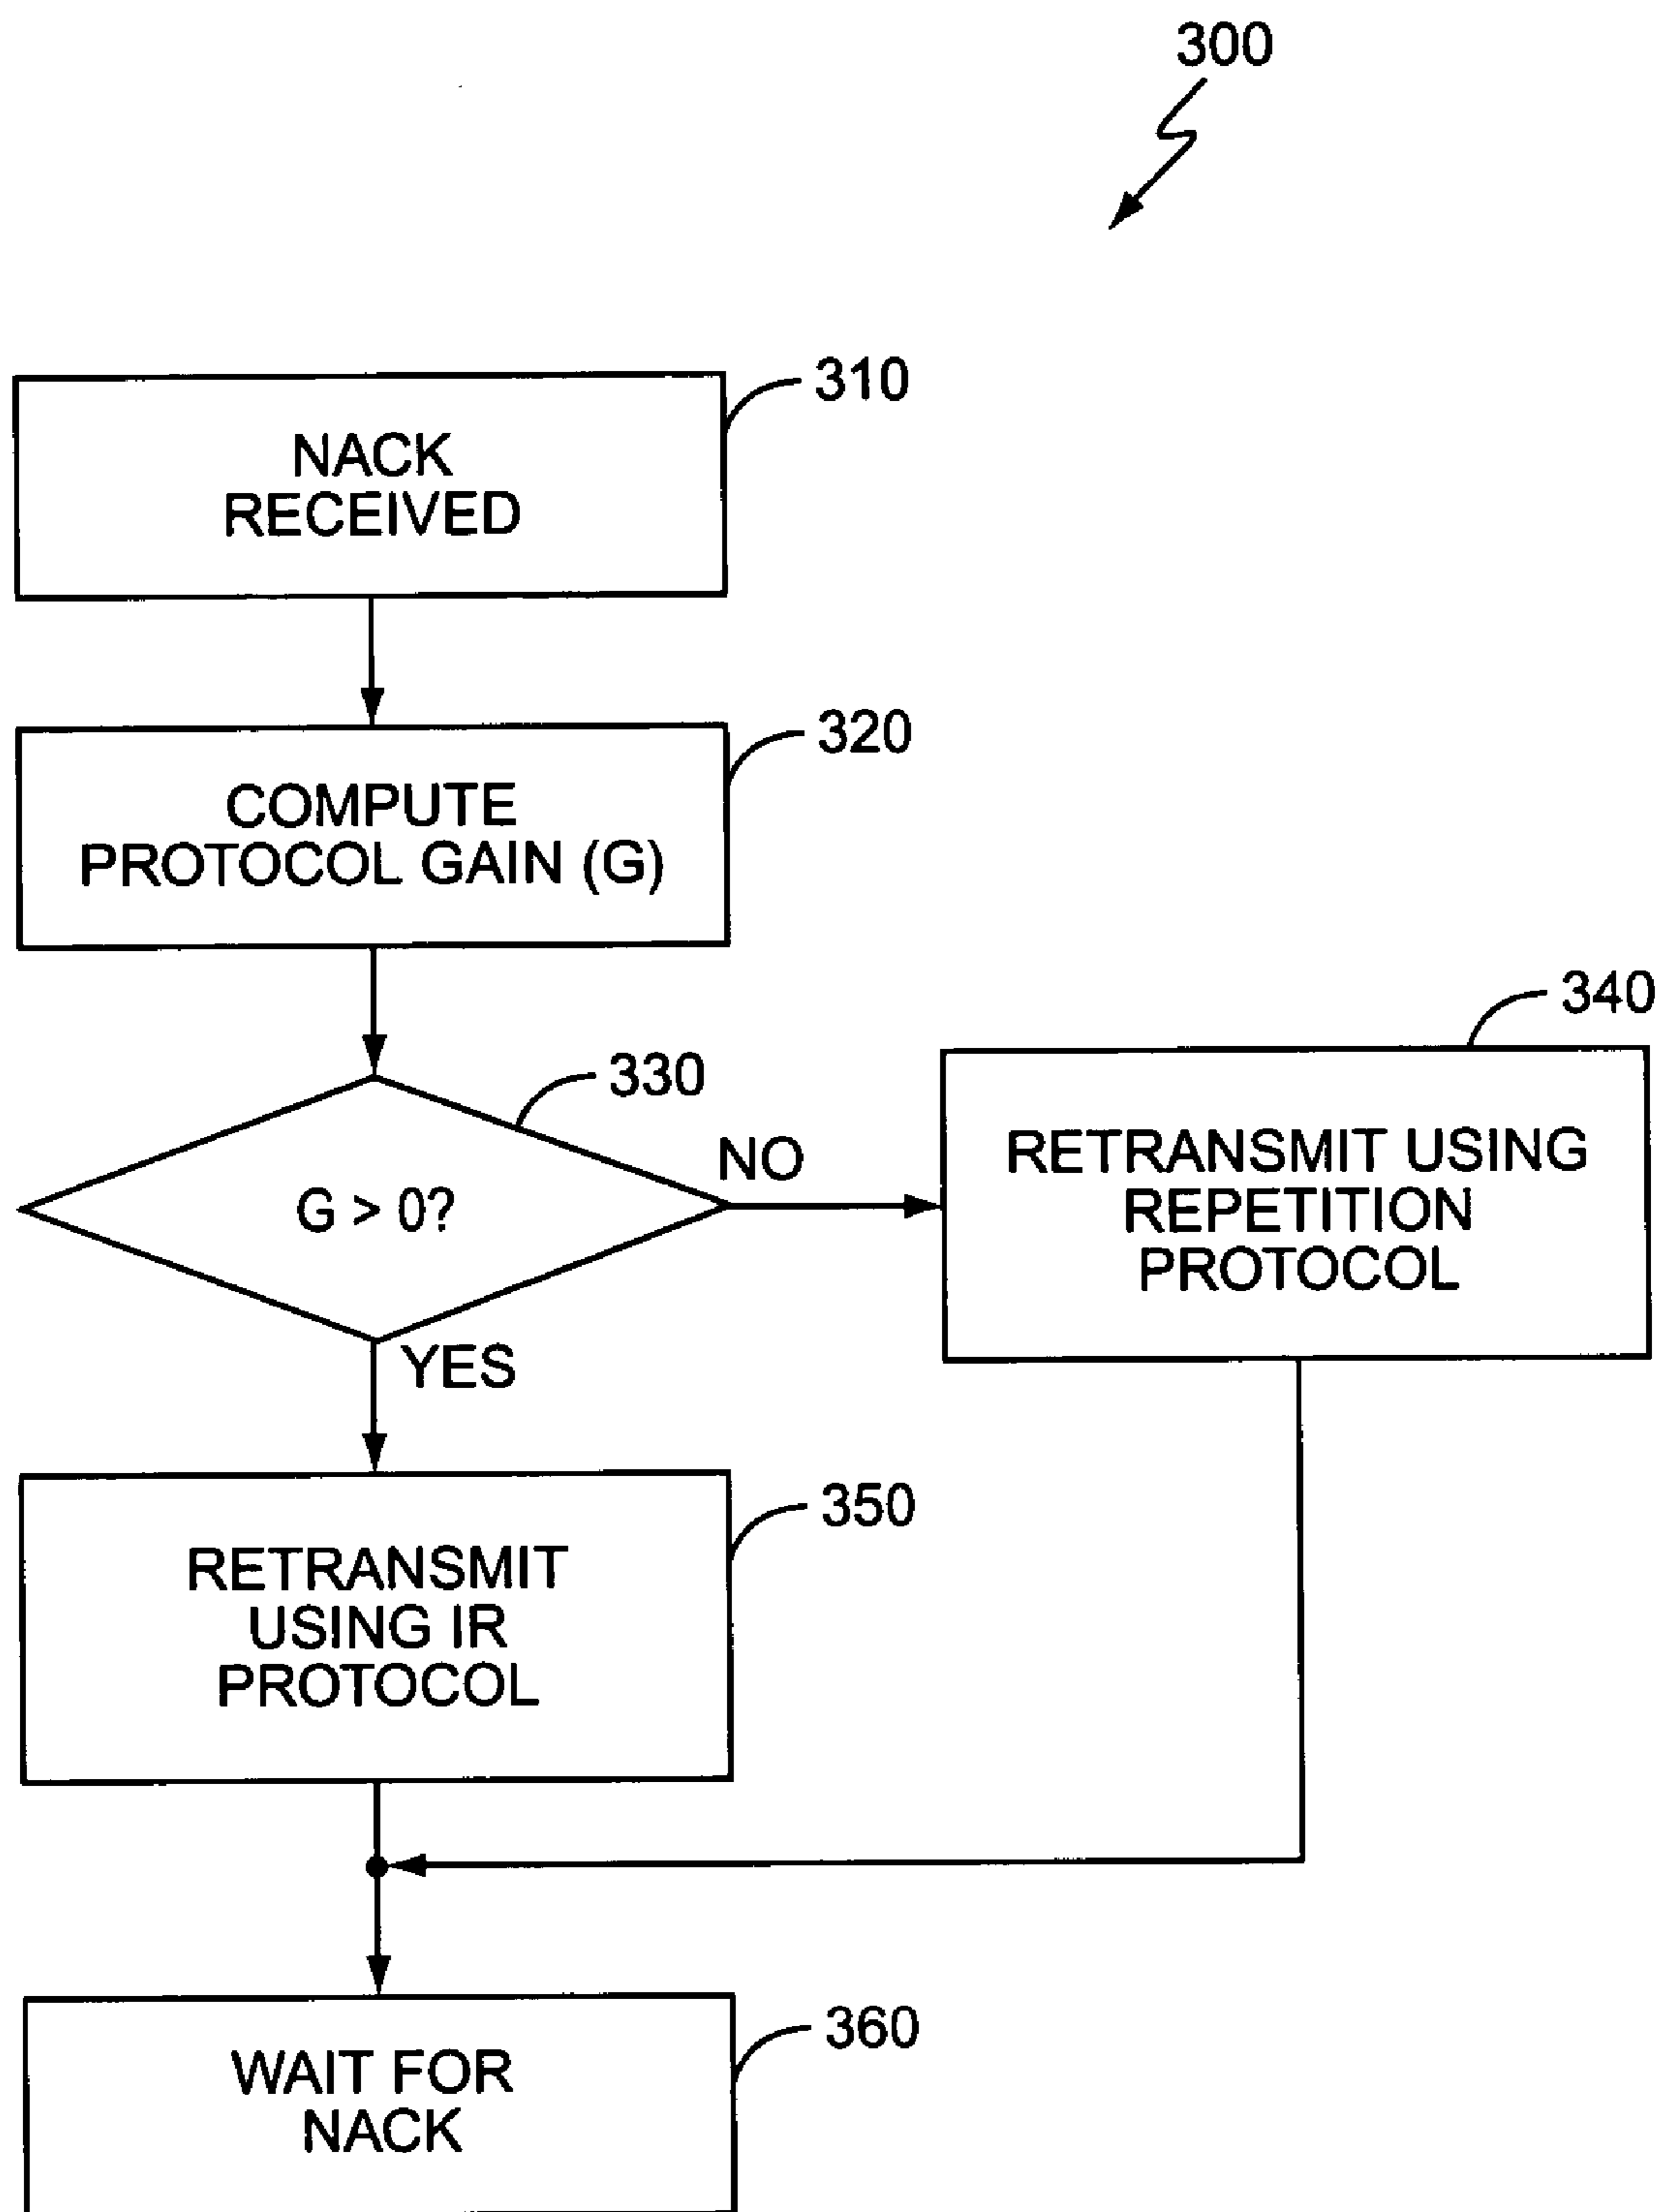 300
310
NACK
RECEIVED
320
COMPUTE
PROTOCOL GAIN (G)
330
G > 0?
NO
340
RETRANSMIT USING
REPETITION
PROTOCOL
YES
350
RETRANSMIT
USING IR
PROTOCOL
360
WAIT FOR
NACK